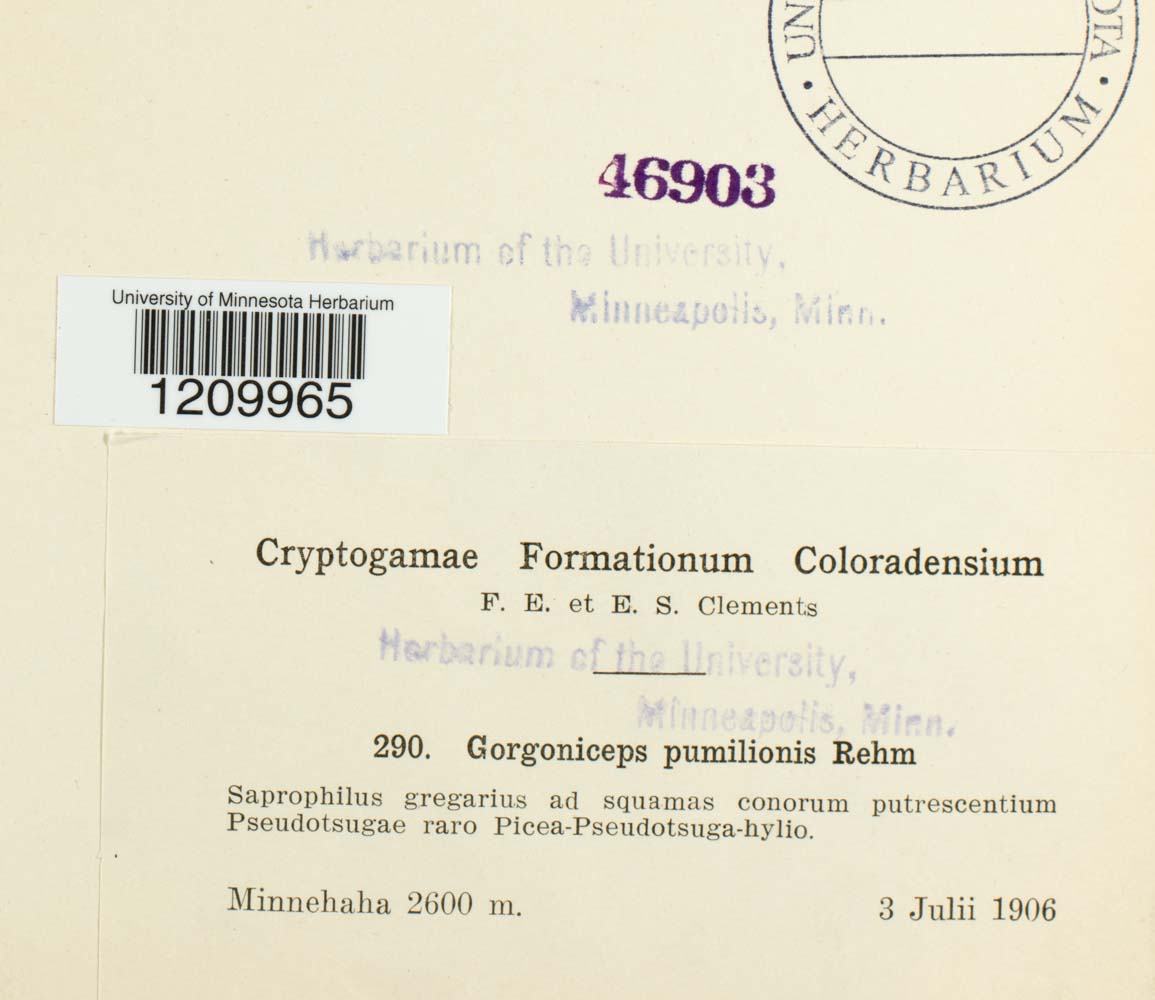 HERBARIUM
46903
Herbarium of the University,
Minneapolis, Minn.
University of Minnesota Herbarium
1209965
Cryptogamae Formationum Coloradensium
F. E. et E. S. Clements
Herbarium of the University,
Minneapolis, Minn.
290. Gorgoniceps pumilionis Rehm
Saprophilus gregarius ad squamas conorum putrescentium
Pseudotsugae raro Picea-Pseudotsuga-hylio.
Minnehaha 2600 m. 3 Julii 1906